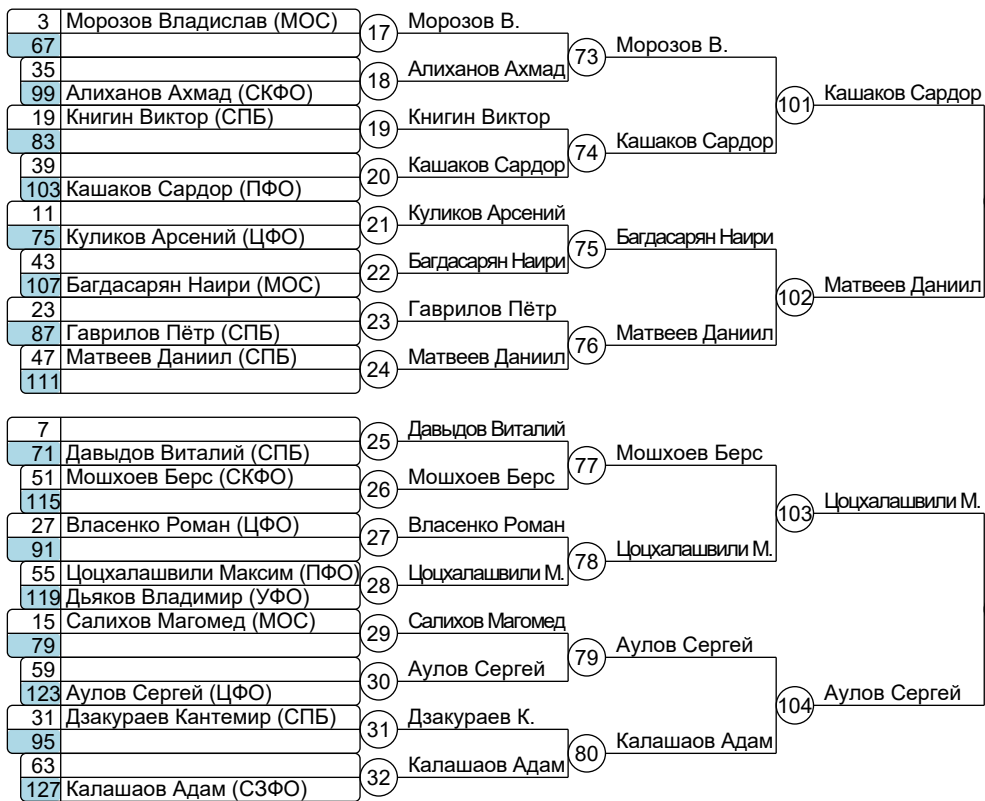 3 Морозов Владислав (МОС) 17 Морозов В.
67 73 Морозов В.
35 18 Алиханов Ахмад
99 Алиханов Ахмад (СКФО) 101 Кашаков Сардор
19 Книгин Виктор (СПБ) 19 Книгин Виктор
83 74 Кашаков Сардор
39 20 Кашаков Сардор
103 Кашаков Сардор (ПФО)
11 21 Куликов Арсений
75 Куликов Арсений (ЦФО) 75 Багдасарян Наири
43 22 Багдасарян Наири
107 Багдасарян Наири (МОС) 102 Матвеев Даниил
23 23 Гаврилов Пётр
87 Гаврилов Пётр (СПБ) 76 Матвеев Даниил
47 Матвеев Даниил (СПБ) 24 Матвеев Даниил
111
7 25 Давыдов Виталий
71 Давыдов Виталий (СПБ) 77 Мошхоев Берс
51 Мошхоев Берс (СКФО) 26 Мошхоев Берс
115 103 Цоцхалашвили М.
27 Власенко Роман (ЦФО) 27 Власенко Роман
91 78 Цоцхалашвили М.
55 Цоцхалашвили Максим (ПФО) 28 Цоцхалашвили М.
119 Дьяков Владимир (УФО)
15 Салихов Магомед (МОС) 29 Салихов Магомед
79 79 Аулов Сергей
59 30 Аулов Сергей
123 Аулов Сергей (ЦФО) 104 Аулов Сергей
31 Дзакураев Кантемир (СПБ) 31 Дзакураев К.
95 80 Калашаов Адам
63 32 Калашаов Адам
127 Калашаов Адам (СЗФО)